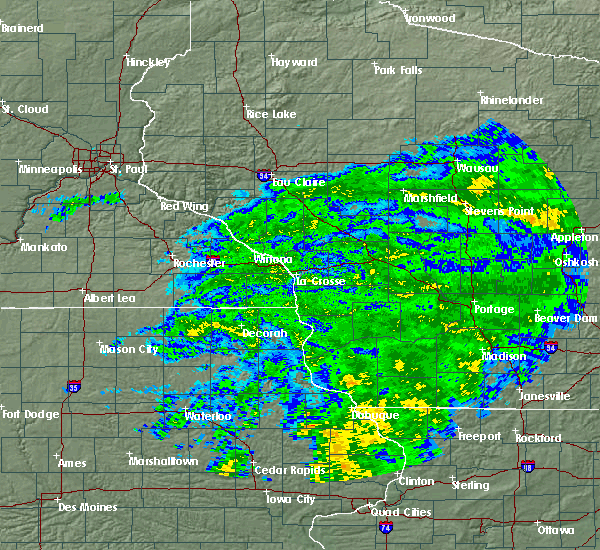 Ironwood
Brainerd
Hinckley
Hayward
Park Falls
Rhinelander
St. Cloud
Rice Lake
Minneapolis
St. Paul
Wausau
94
Eau Claire
Marshfield
Red Wing
Stevens Point
Appleton
Mankato
Rochester
Winona
Oshkosh
La-Crosse
Albert Lea
Portage
Beaver Dam
Decorah
Mason City
Madison
94
35
Janesville
Fort Dodge
Waterloo
Dubuque
Freeport
Rockford
Ames
Marshalltown
Cedar Rapids
18
Clinton
Sterling
Des Moines
Iowa City
Quad Cities
74
Ottawa